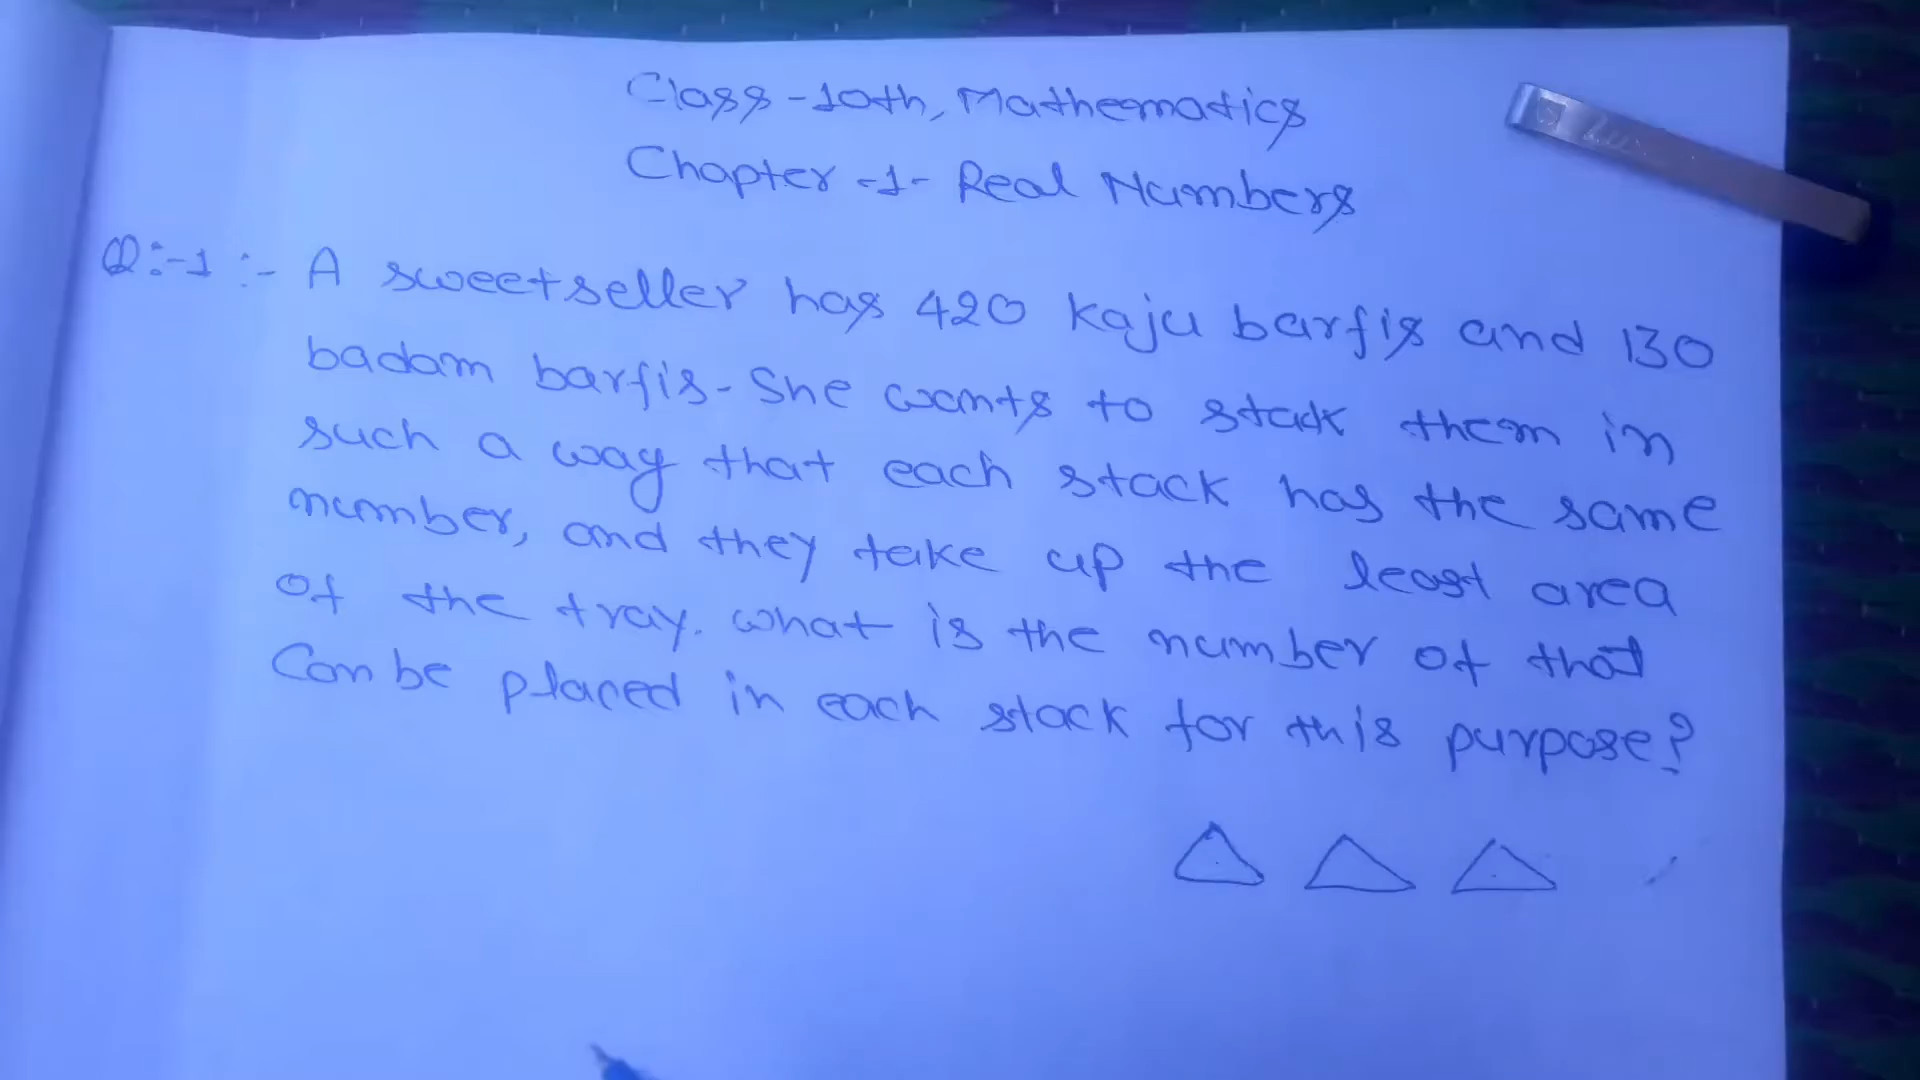 Class -10th, Mathematics
Chapter -1- Real Numbers
Q:-1 :- A sweetseller has 420 kaju barfis and 130
badam barfis. She wants to stack them in
such a way that each stack has the same
number, and they take up the least area
of the tray. what is the number of that
Can be placed in each stack for this purpose?